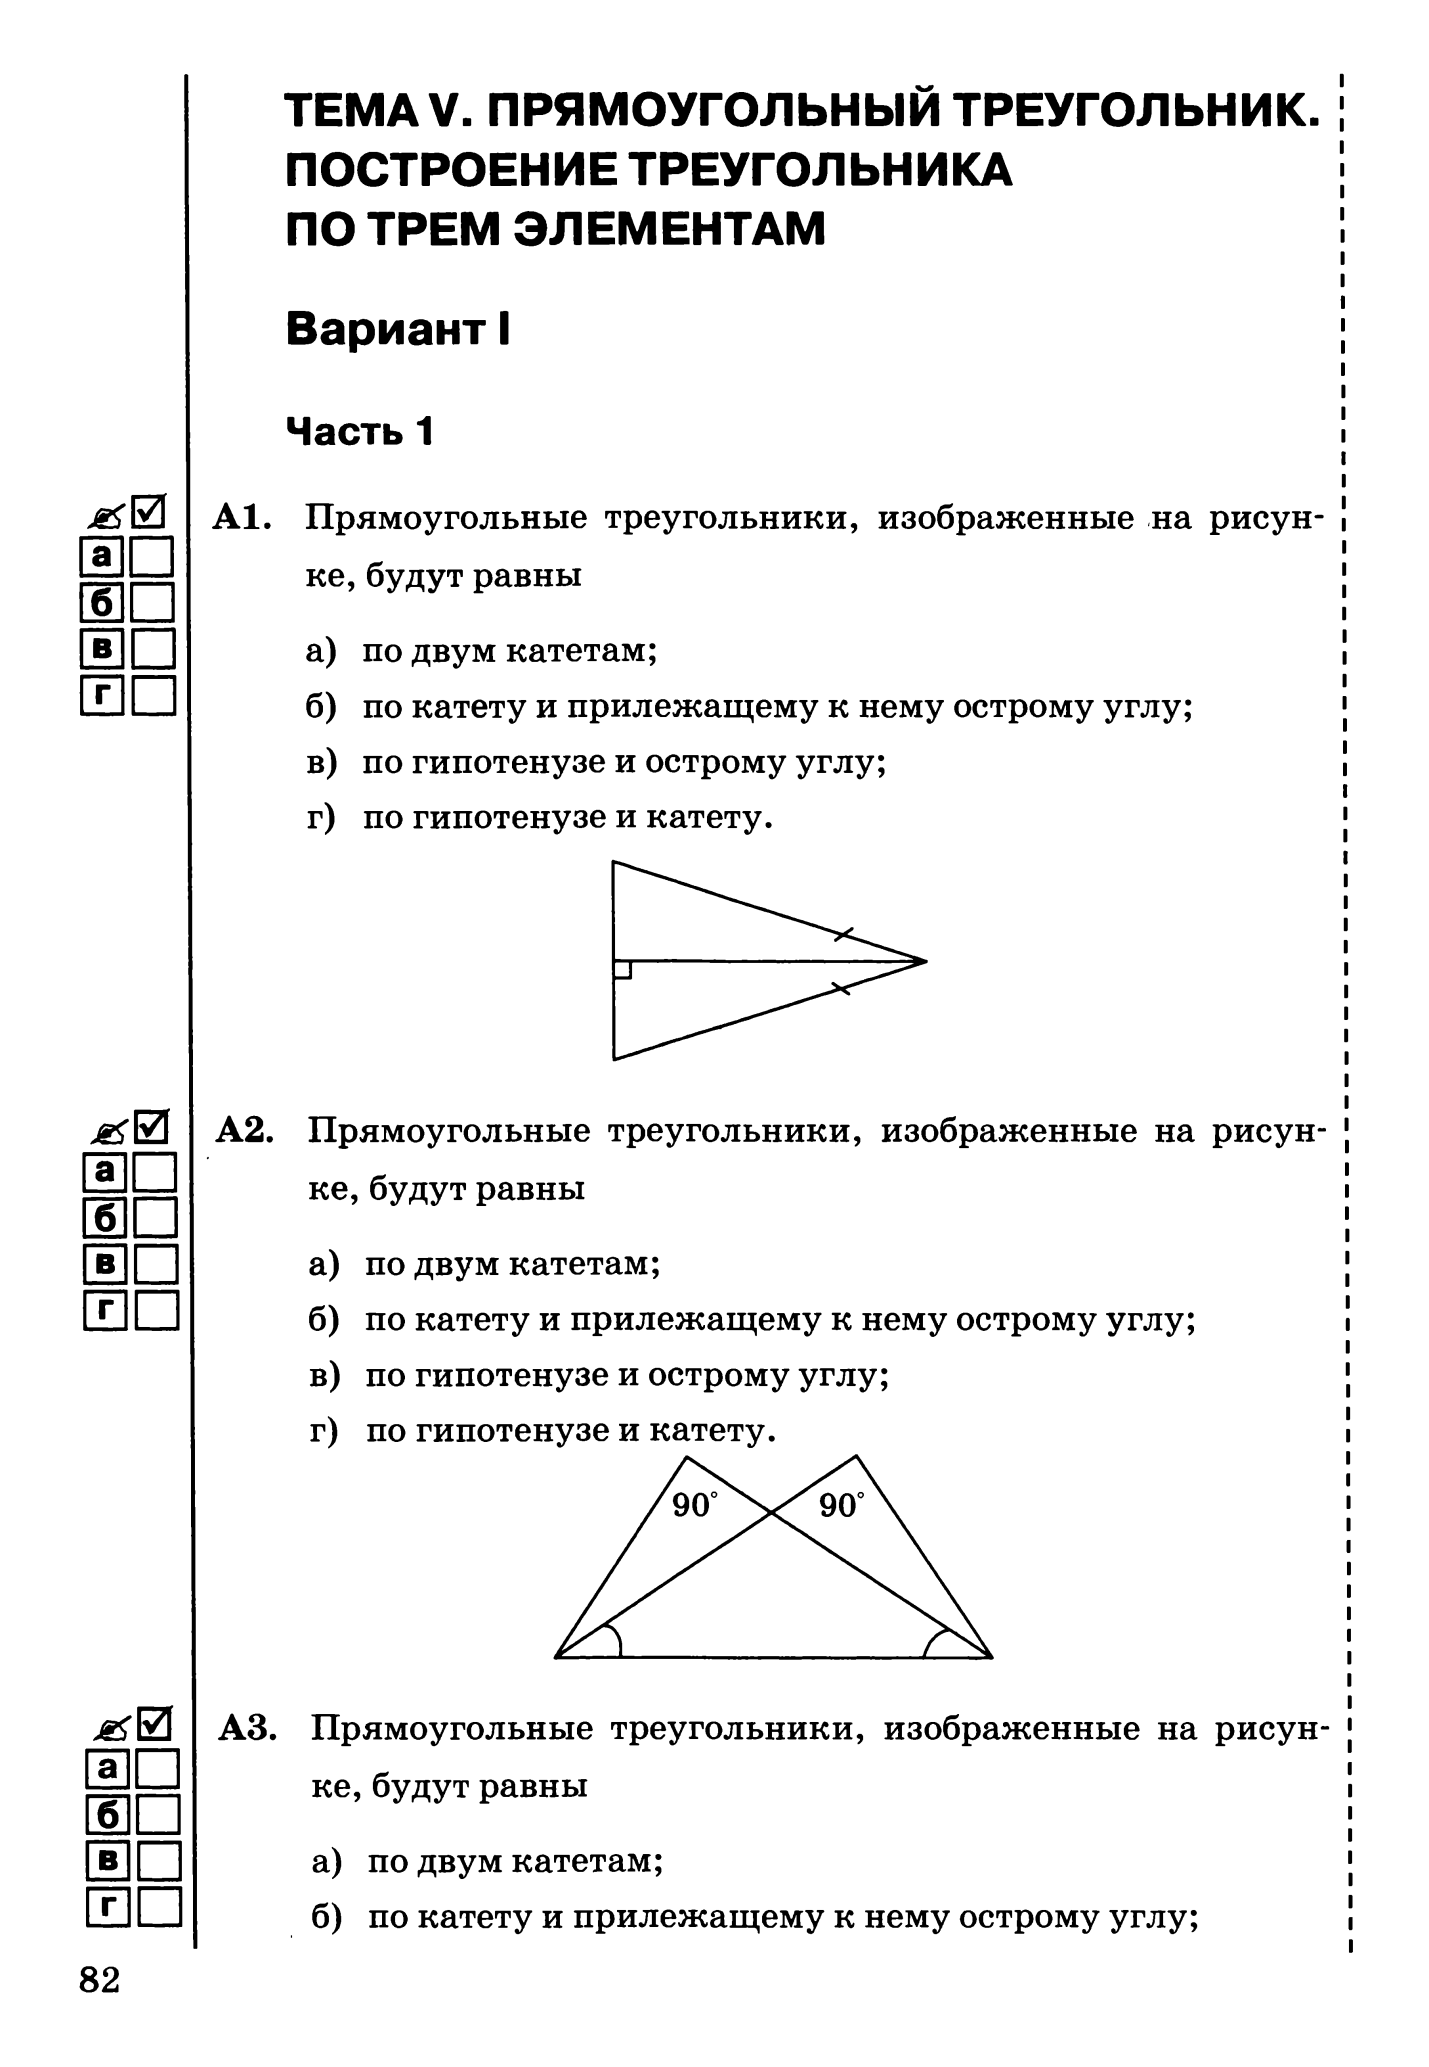 ТЕМА V. ПРЯМОУГОЛЬНЫЙ ТРЕУГОЛЬНИК.
ПОСТРОЕНИЕ ТРЕУГОЛЬНИКА
ПО ТРЕМ ЭЛЕМЕНТАМ
Вариант I
Часть 1
А1. Прямоугольные треугольники, изображенные на рисун-
ке, будут равны
а) по двум катетам;
б) по катету и прилежащему к нему острому углу;
в) по гипотенузе и острому углу;
г) по гипотенузе и катету.
а
б
в
г
А2. Прямоугольные треугольники, изображенные на рисун-
ке, будут равны
а) по двум катетам;
б) по катету и прилежащему к нему острому углу;
в) по гипотенузе и острому углу;
г) по гипотенузе и катету.
а
б
в
г
90° 90°
А3. Прямоугольные треугольники, изображенные на рисун-
ке, будут равны
а) по двум катетам;
б) по катету и прилежащему к нему острому углу;
а
б
в
г
82